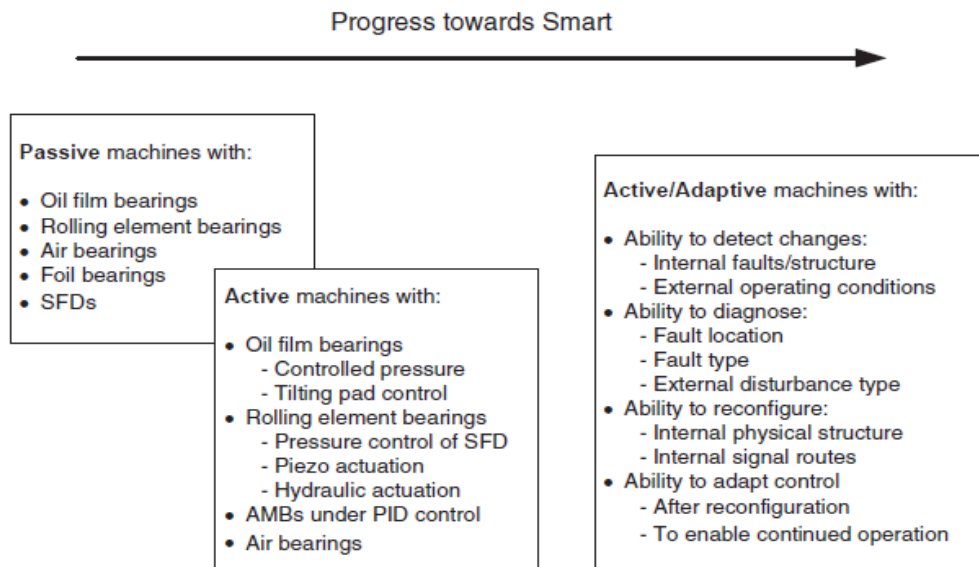 Progress towards Smart
Passive machines with:
• Oil film bearings
• Rolling element bearings
• Air bearings
• Foil bearings
• SFDs
Active machines with:
• Oil film bearings
- Controlled pressure
- Tilting pad control
• Rolling element bearings
- Pressure control of SFD
- Piezo actuation
- Hydraulic actuation
• AMBs under PID control
• Air bearings
Active/Adaptive machines with:
• Ability to detect changes:
- Internal faults/structure
- External operating conditions
• Ability to diagnose:
- Fault location
- Fault type
- External disturbance type
• Ability to reconfigure:
- Internal physical structure
- Internal signal routes
• Ability to adapt control
- After reconfiguration
- To enable continued operation